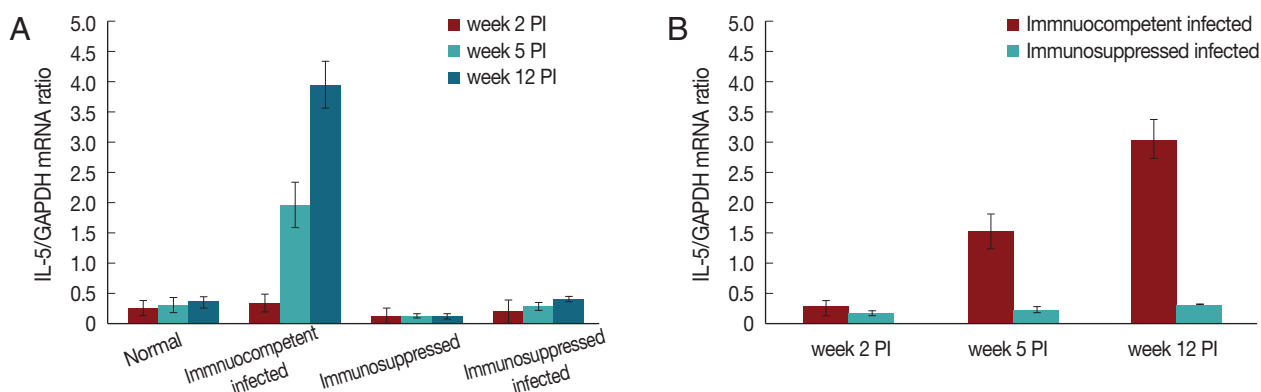 A
IL-5/GAPDH mRNA ratio
5.0
4.5
4.0
3.5
3.0
2.5
2.0
1.5
1.0
0.5
0
week 2 PI
week 5 PI
week 12 PI
Normal
Immnuocompetent
infected
Immunosuppressed
Immunosuppressed
infected
B
IL-5/GAPDH mRNA ratio
5.0
4.5
4.0
3.5
3.0
2.5
2.0
1.5
1.0
0.5
0
Immnuocompetent infected
Immunosuppressed infected
week 2 PI
week 5 PI
week 12 PI